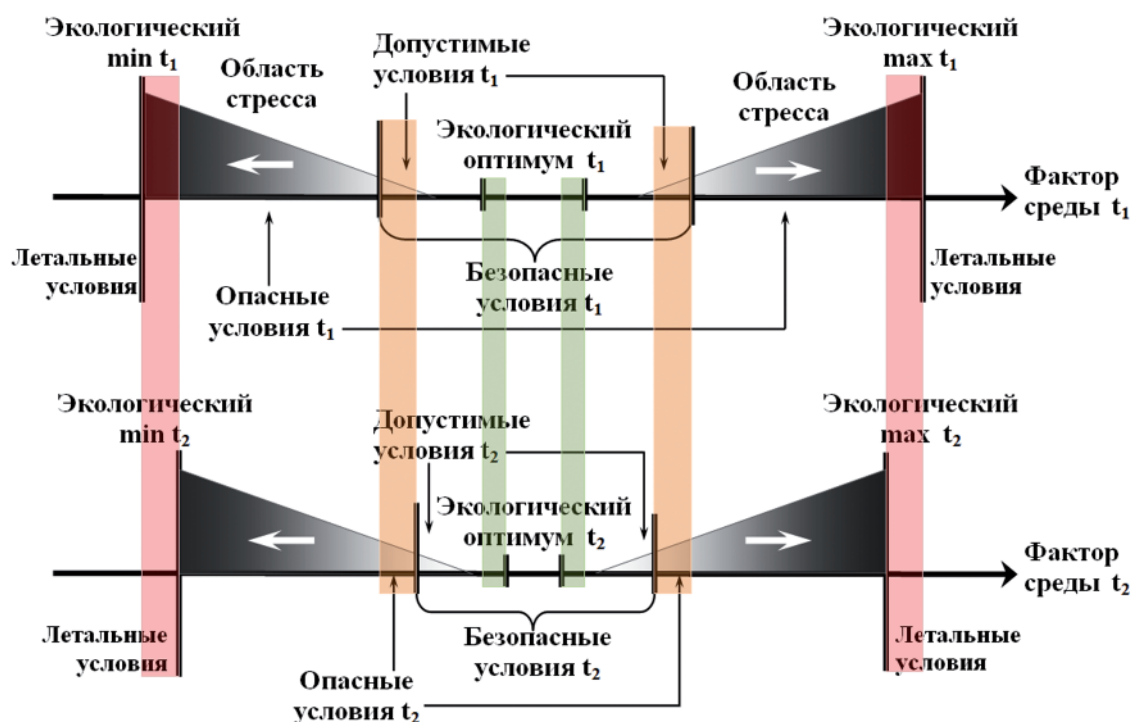 Экологический
min t₁
Область
стресса
Допустимые
условия t₁
Экологический
оптимум t₁
Область
стресса
Экологический
max t₁
Фактор
среды t₁
Летальные
условия
Опасные
условия t₁
Безопасные
условия t₁
Летальные
условия
Экологический
min t₂
Допустимые
условия t₂
Экологический
оптимум t₂
Экологический
max t₂
Фактор
среды t₂
Летальные
условия
Опасные
условия t₂
Безопасные
условия t₂
Летальные
условия